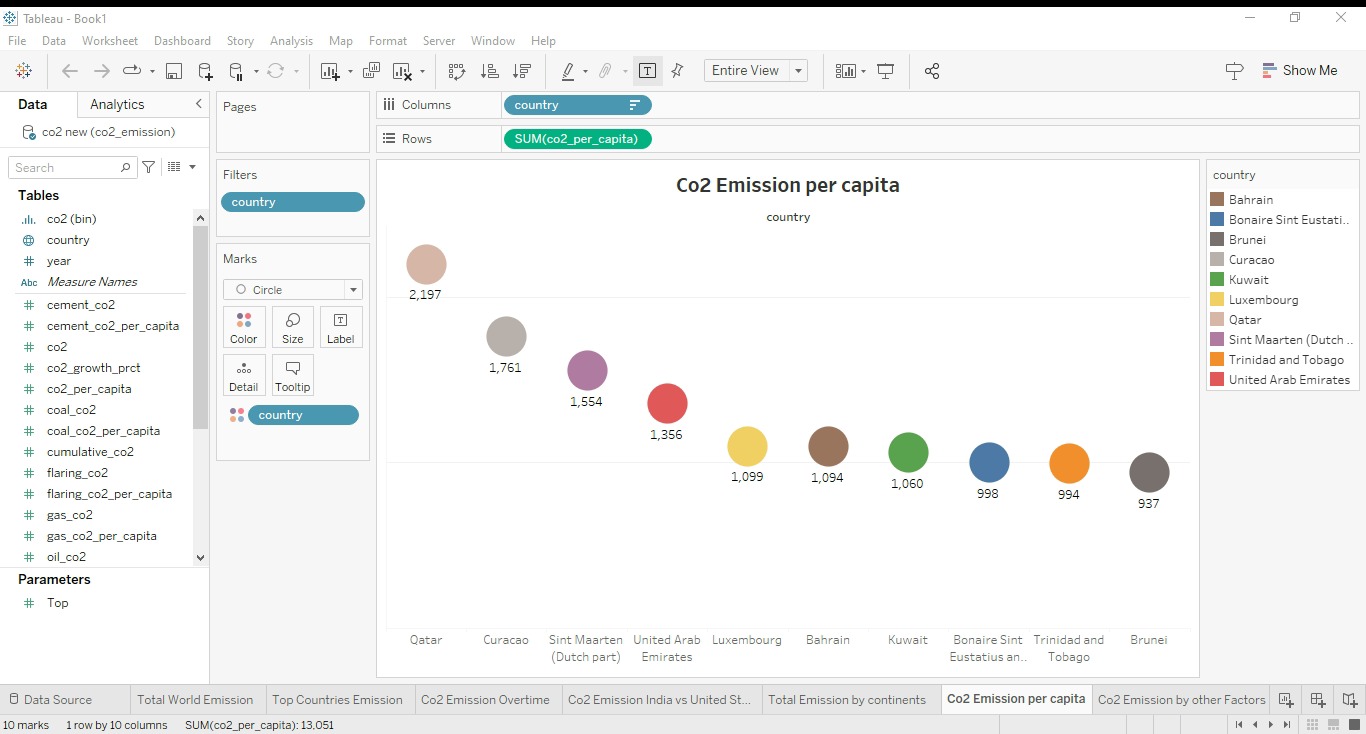 Tableau - Book1
File Data Worksheet Dashboard Story Analysis Map Format Server Window Help
Entire View
Show Me
Data Analytics
co2 new (co2_emission)
Search
Tables
co2 (bin)
country
year
Abc Measure Names
cement_co2
cement_co2_per_capita
co2
co2_growth_prct
co2_per_capita
coal_co2
coal_co2_per_capita
cumulative_co2
flaring_co2
flaring_co2_per_capita
gas_co2
gas_co2_per_capita
oil_co2
Parameters
Top
Pages
Filters
country
Marks
Circle
Color Size Label
Detail Tooltip
country
Columns country
Rows SUM(co2_per_capita)
Co2 Emission per capita
country
2,197
1,761
1,554
1,356
1,099
1,094
1,060
998
994
937
Qatar
Curacao
Sint Maarten
(Dutch part)
United Arab
Emirates
Luxembourg
Bahrain
Kuwait
Bonaire Sint
Eustatius an..
Trinidad and
Tobago
Brunei
country
Bahrain
Bonaire Sint Eustati..
Brunei
Curacao
Kuwait
Luxembourg
Qatar
Sint Maarten (Dutch ..
Trinidad and Tobago
United Arab Emirates
Data Source Total World Emission Top Countries Emission Co2 Emission Overtime Co2 Emission India vs United St... Total Emission by continents Co2 Emission per capita Co2 Emission by other Factors
10 marks 1 row by 10 columns SUM(co2_per_capita): 13,051